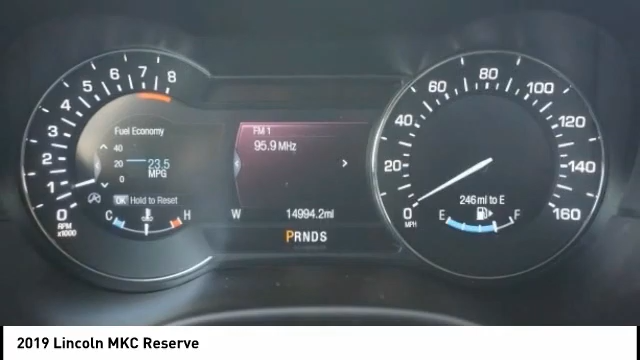 0 1 2 3 4 5 6 7 8
RPM
x1000
Fuel Economy
40
20
0
23.5
MPG
OK Hold to Reset
C H
FM 1
95.9 MHz
W 14994.2mi
PRNDS
0 20 40 60 80 100 120 140 160
MPH
246 mi to E
E F
2019 Lincoln MKC Reserve